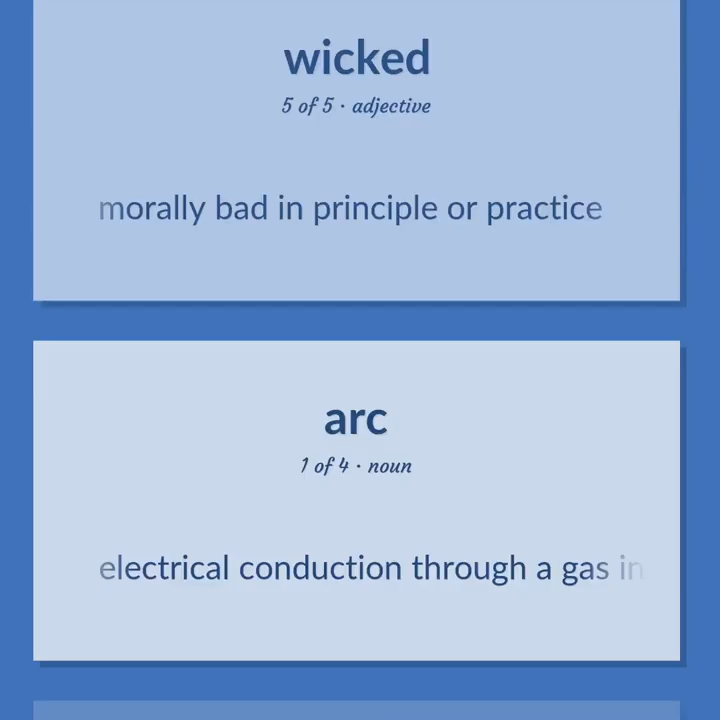 wicked
5 of 5 · adjective
morally bad in principle or practice
arc
1 of 4 · noun
electrical conduction through a gas in